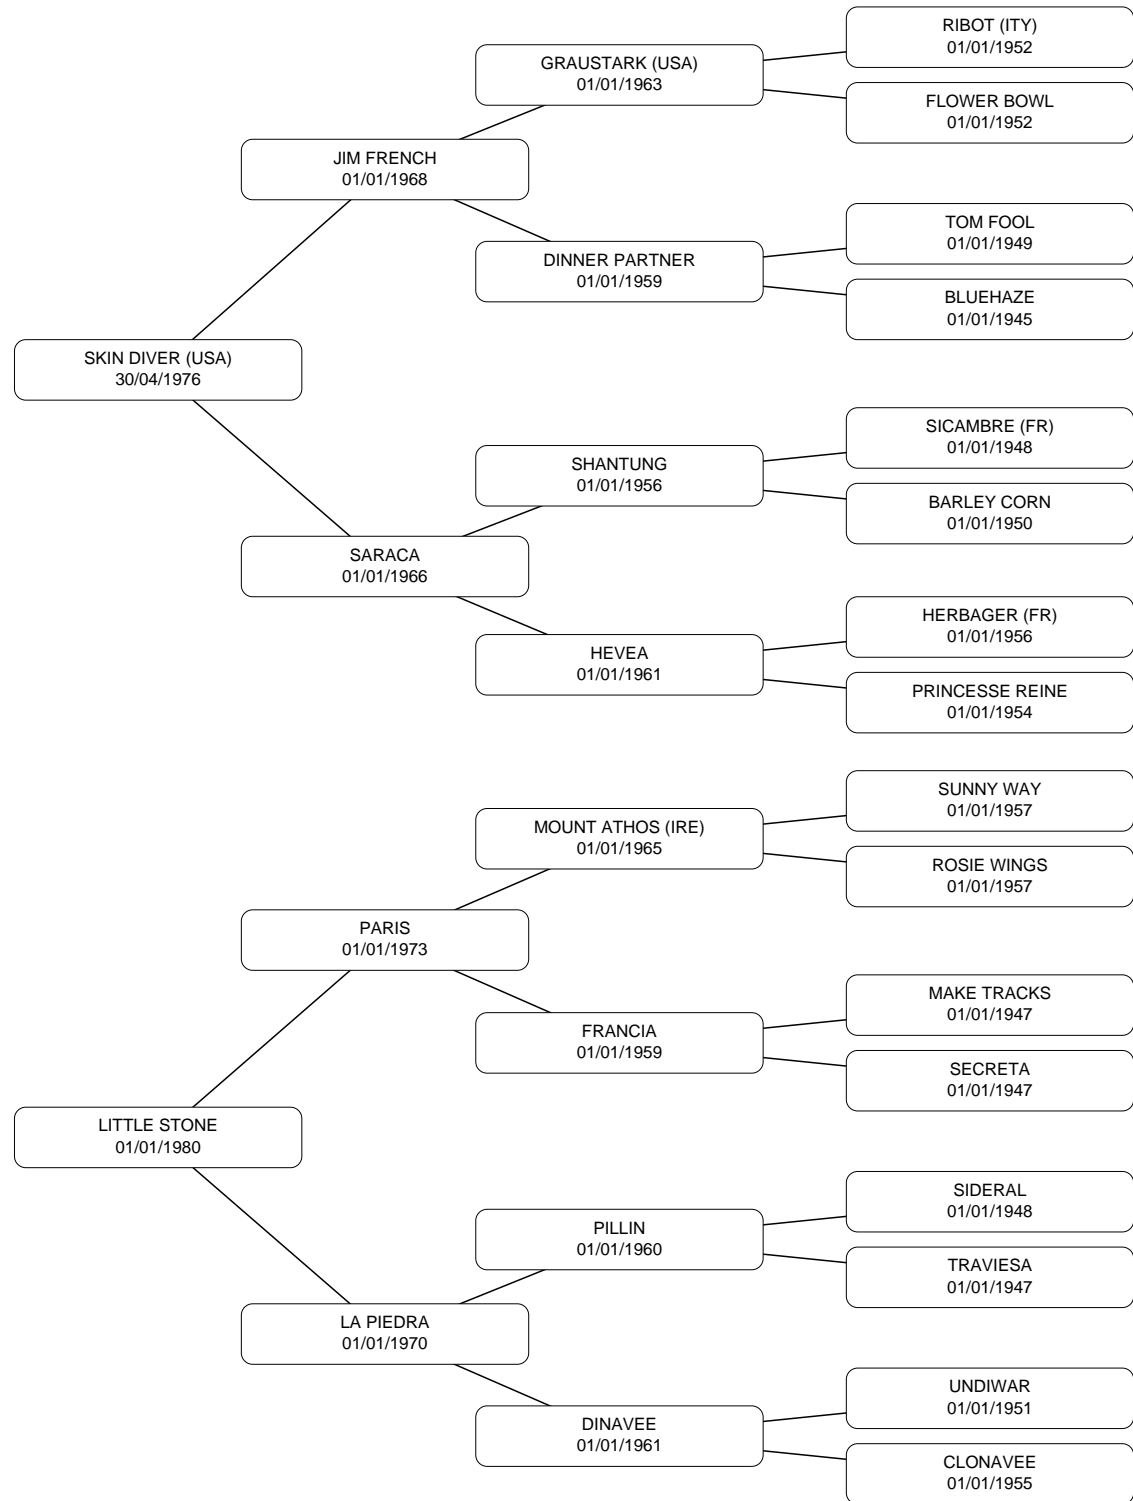 RIBOT (ITY)
01/01/1952
GRAUSTARK (USA)
01/01/1963
FLOWER BOWL
01/01/1952
JIM FRENCH
01/01/1968
TOM FOOL
01/01/1949
DINNER PARTNER
01/01/1959
BLUEHAZE
01/01/1945
SKIN DIVER (USA)
30/04/1976
SICAMBRE (FR)
01/01/1948
SHANTUNG
01/01/1956
BARLEY CORN
01/01/1950
SARACA
01/01/1966
HERBAGER (FR)
01/01/1956
HEVEA
01/01/1961
PRINCESSE REINE
01/01/1954
SUNNY WAY
01/01/1957
MOUNT ATHOS (IRE)
01/01/1965
ROSIE WINGS
01/01/1957
PARIS
01/01/1973
MAKE TRACKS
01/01/1947
FRANCIA
01/01/1959
SECRETA
01/01/1947
LITTLE STONE
01/01/1980
SIDERAL
01/01/1948
PILLIN
01/01/1960
TRAVIESA
01/01/1947
LA PIEDRA
01/01/1970
UNDIWAR
01/01/1951
DINAVEE
01/01/1961
CLONAVEE
01/01/1955